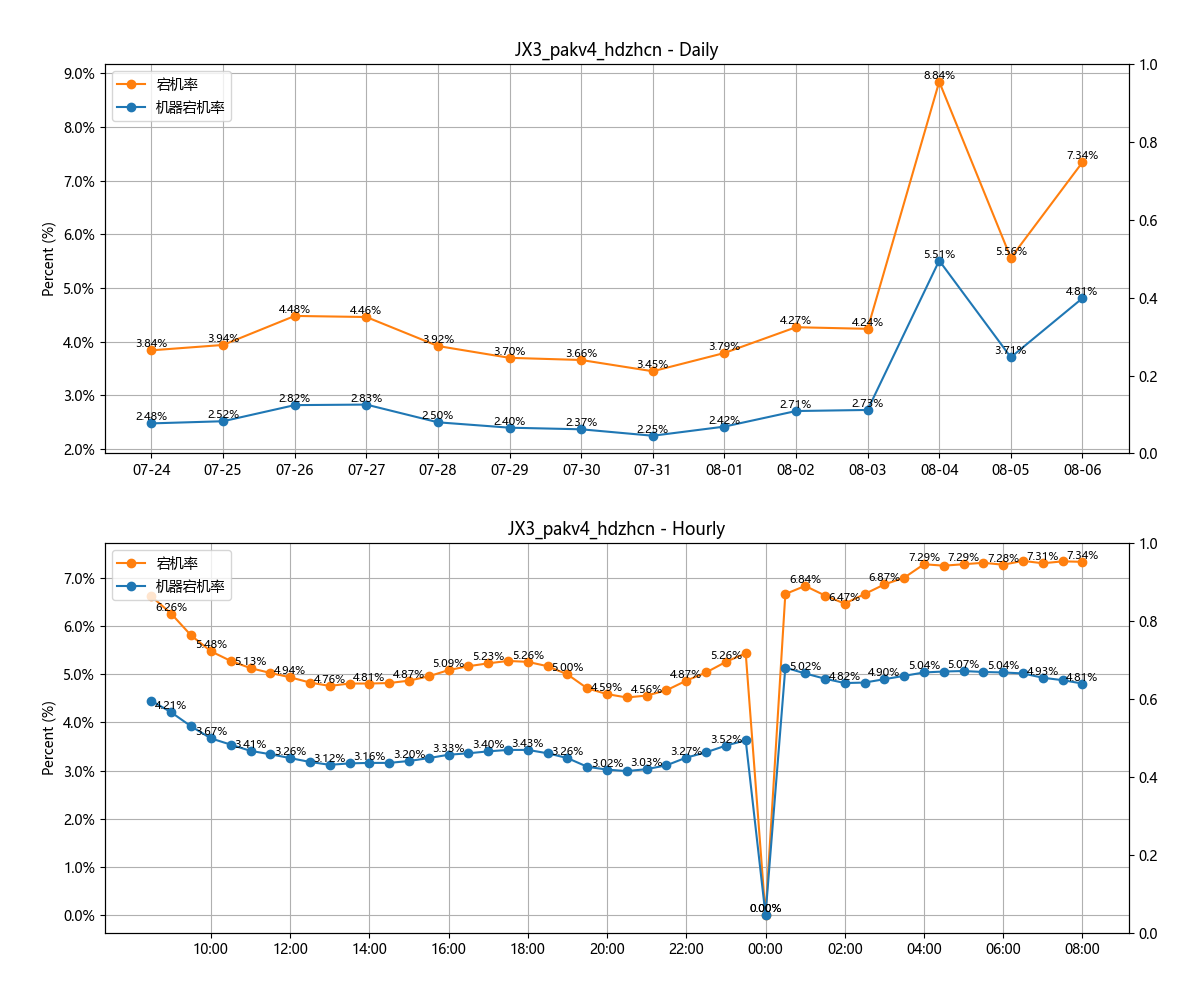 JX3_pakv4_hdzhcn - Daily
宕机率
机器宕机率
Percent (%)
9.0%
8.0%
7.0%
6.0%
5.0%
4.0%
3.0%
2.0%
1.0
0.8
0.6
0.4
0.2
0.0
3.84% 3.94% 4.48% 4.46% 3.92% 3.70% 3.66% 3.45% 3.79% 4.27% 4.24% 8.84% 5.56% 7.34%
2.48% 2.52% 2.82% 2.83% 2.50% 2.40% 2.37% 2.25% 2.42% 2.71% 2.73% 5.51% 3.71% 4.81%
07-24 07-25 07-26 07-27 07-28 07-29 07-30 07-31 08-01 08-02 08-03 08-04 08-05 08-06
JX3_pakv4_hdzhcn - Hourly
宕机率
机器宕机率
Percent (%)
7.0%
6.0%
5.0%
4.0%
3.0%
2.0%
1.0%
0.0%
1.0
0.8
0.6
0.4
0.2
0.0
6.26% 5.48% 5.13% 4.94% 4.76% 4.81% 4.87% 5.09% 5.23% 5.26% 5.00% 4.59% 4.56% 4.87% 5.26% 0.00% 6.84% 6.47% 6.87% 7.29% 7.29% 7.28% 7.31% 7.34%
4.21% 3.67% 3.41% 3.26% 3.12% 3.16% 3.20% 3.33% 3.40% 3.43% 3.26% 3.02% 3.03% 3.27% 3.52% 0.00% 5.02% 4.82% 4.90% 5.04% 5.07% 5.04% 4.93% 4.81%
10:00 12:00 14:00 16:00 18:00 20:00 22:00 00:00 02:00 04:00 06:00 08:00